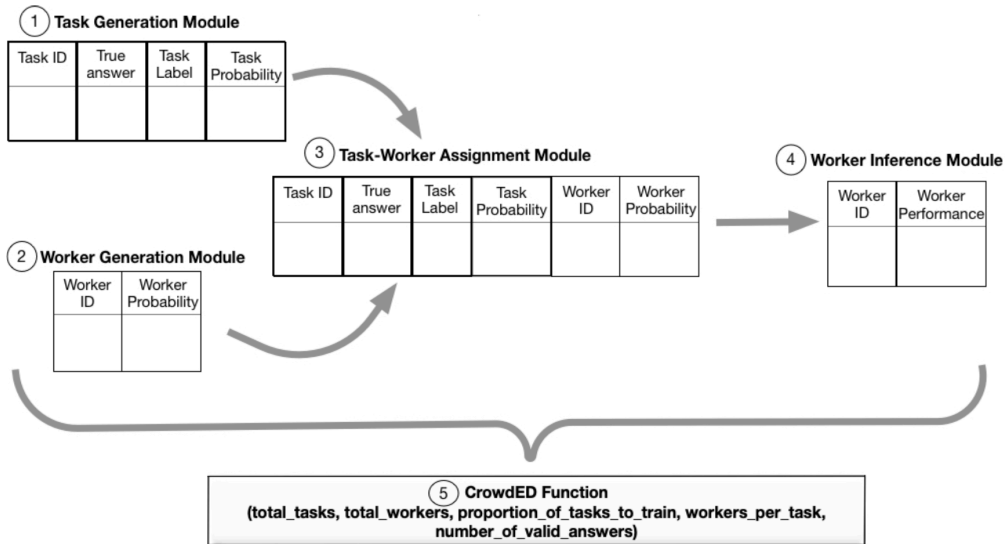 1 Task Generation Module
Task ID
True
answer
Task
Label
Task
Probability
3 Task-Worker Assignment Module
Task ID
True
answer
Task
Label
Task
Probability
Worker
ID
Worker
Probability
4 Worker Inference Module
Worker
ID
Worker
Performance
2 Worker Generation Module
Worker
ID
Worker
Probability
5 CrowdED Function
(total_tasks, total_workers, proportion_of_tasks_to_train, workers_per_task,
number_of_valid_answers)